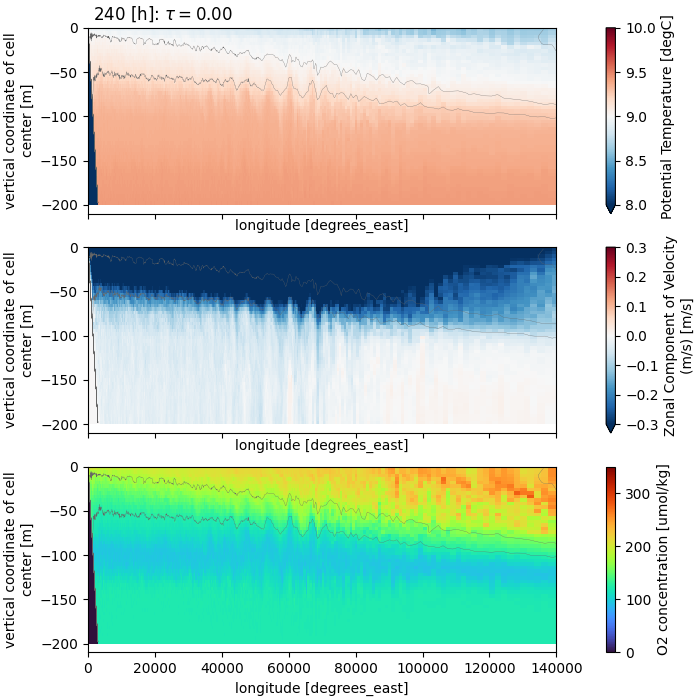 240 [h]: τ = 0.00
0
−50
−100
−150
−200
vertical coordinate of cell
center [m]
longitude [degrees_east]
10.0
9.5
9.0
8.5
8.0
Potential Temperature [degC]
0
−50
−100
−150
−200
vertical coordinate of cell
center [m]
longitude [degrees_east]
0.3
0.2
0.1
0.0
−0.1
−0.2
−0.3
Zonal Component of Velocity
(m/s) [m/s]
0
−50
−100
−150
−200
vertical coordinate of cell
center [m]
0 20000 40000 60000 80000 100000 120000 140000
longitude [degrees_east]
300
200
100
0
O2 concentration [umol/kg]